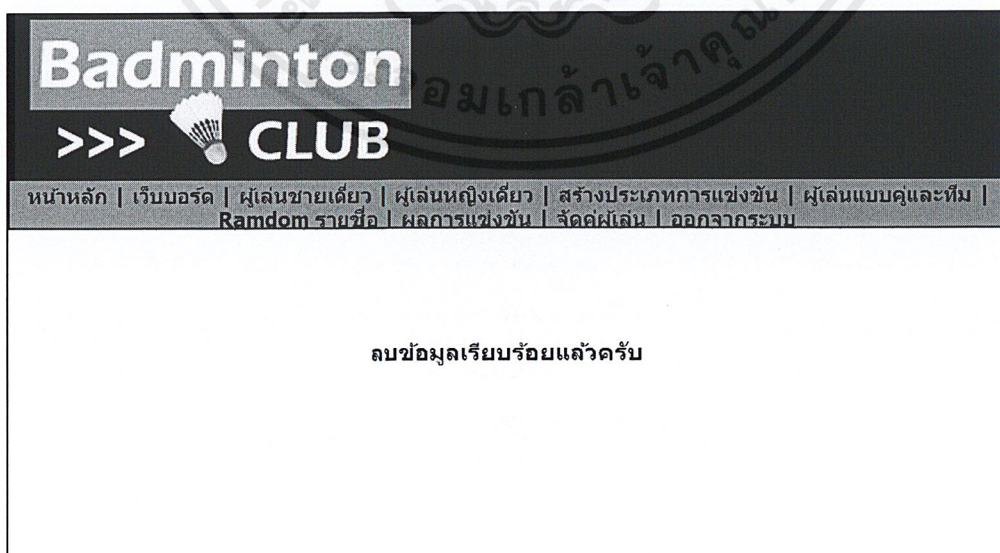 Badminton
>>> CLUB
หน้าหลัก | เว็บบอร์ด | ผู้เล่นชายเดี่ยว | ผู้เล่นหญิงเดี่ยว | สร้างประเภทการแข่งขัน | ผู้เล่นแบบคู่และทีม |
Ramdom รายชื่อ | ผลการแข่งขัน | จัดคู่ผู้เล่น | ออกจากระบบ
ลบข้อมูลเรียบร้อยแล้วครับ